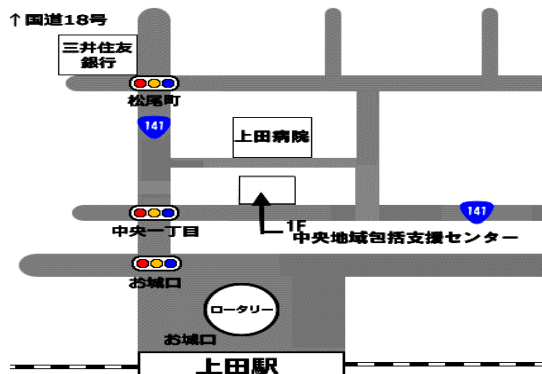 ↑国道18号
三井住友
銀行
松尾町
141
上田病院
141
1F
中央一丁目
中央地域包括支援センター
お城口
ロータリー
お城口
上田駅